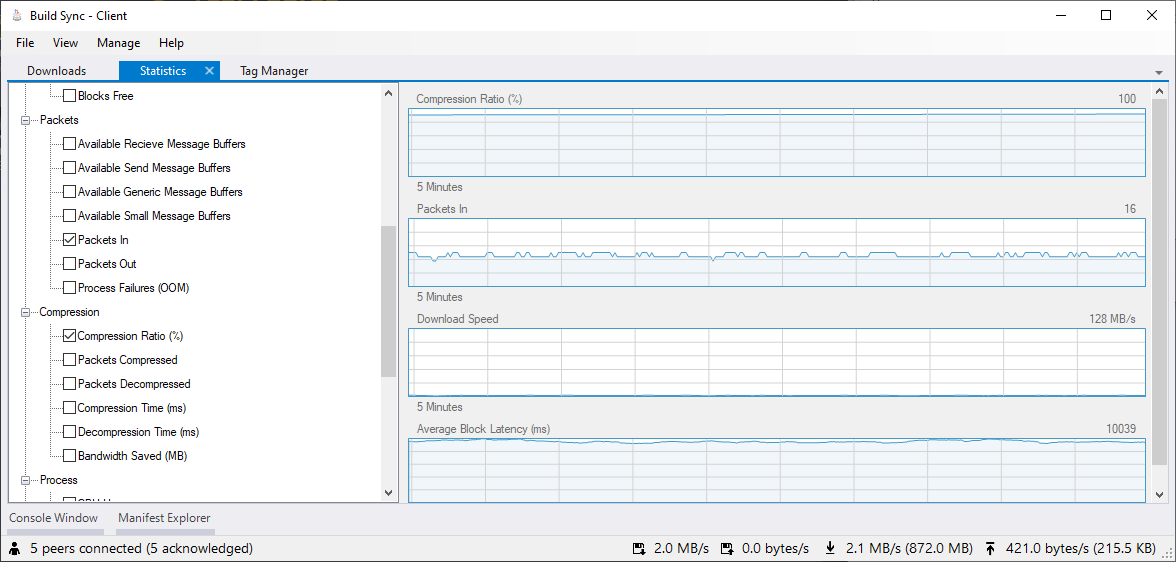 Build Sync - Client
File View Manage Help
Downloads Statistics Tag Manager
Blocks Free
Packets
Available Recieve Message Buffers
Available Send Message Buffers
Available Generic Message Buffers
Available Small Message Buffers
Packets In
Packets Out
Process Failures (OOM)
Compression
Compression Ratio (%)
Packets Compressed
Packets Decompressed
Compression Time (ms)
Decompression Time (ms)
Bandwidth Saved (MB)
Process
Compression Ratio (%) 100
5 Minutes
Packets In 16
5 Minutes
Download Speed 128 MB/s
5 Minutes
Average Block Latency (ms) 10039
Console Window Manifest Explorer
5 peers connected (5 acknowledged) 2.0 MB/s 0.0 bytes/s 2.1 MB/s (872.0 MB) 421.0 bytes/s (215.5 KB)